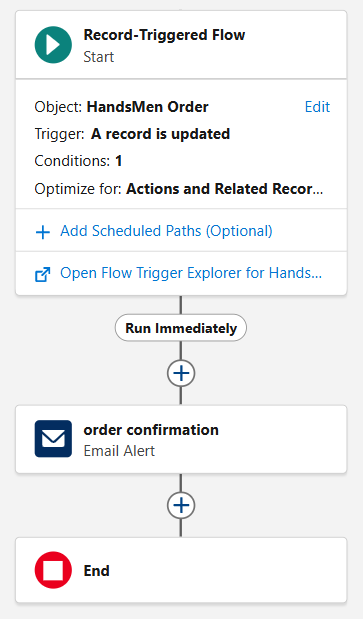 Record-Triggered Flow
Start
Object: HandsMen Order Edit
Trigger: A record is updated
Conditions: 1
Optimize for: Actions and Related Recor...
Add Scheduled Paths (Optional)
Open Flow Trigger Explorer for Hands...
Run Immediately
order confirmation
Email Alert
End